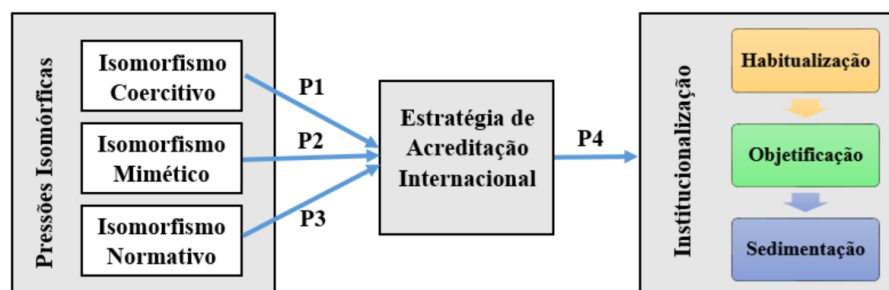 Pressões Isomórficas
Isomorfismo
Coercitivo
Isomorfismo
Mimético
Isomorfismo
Normativo
P1
P2
P3
Estratégia de
Acreditação
Internacional
P4
Institucionalização
Habitualização
Objetificação
Sedimentação